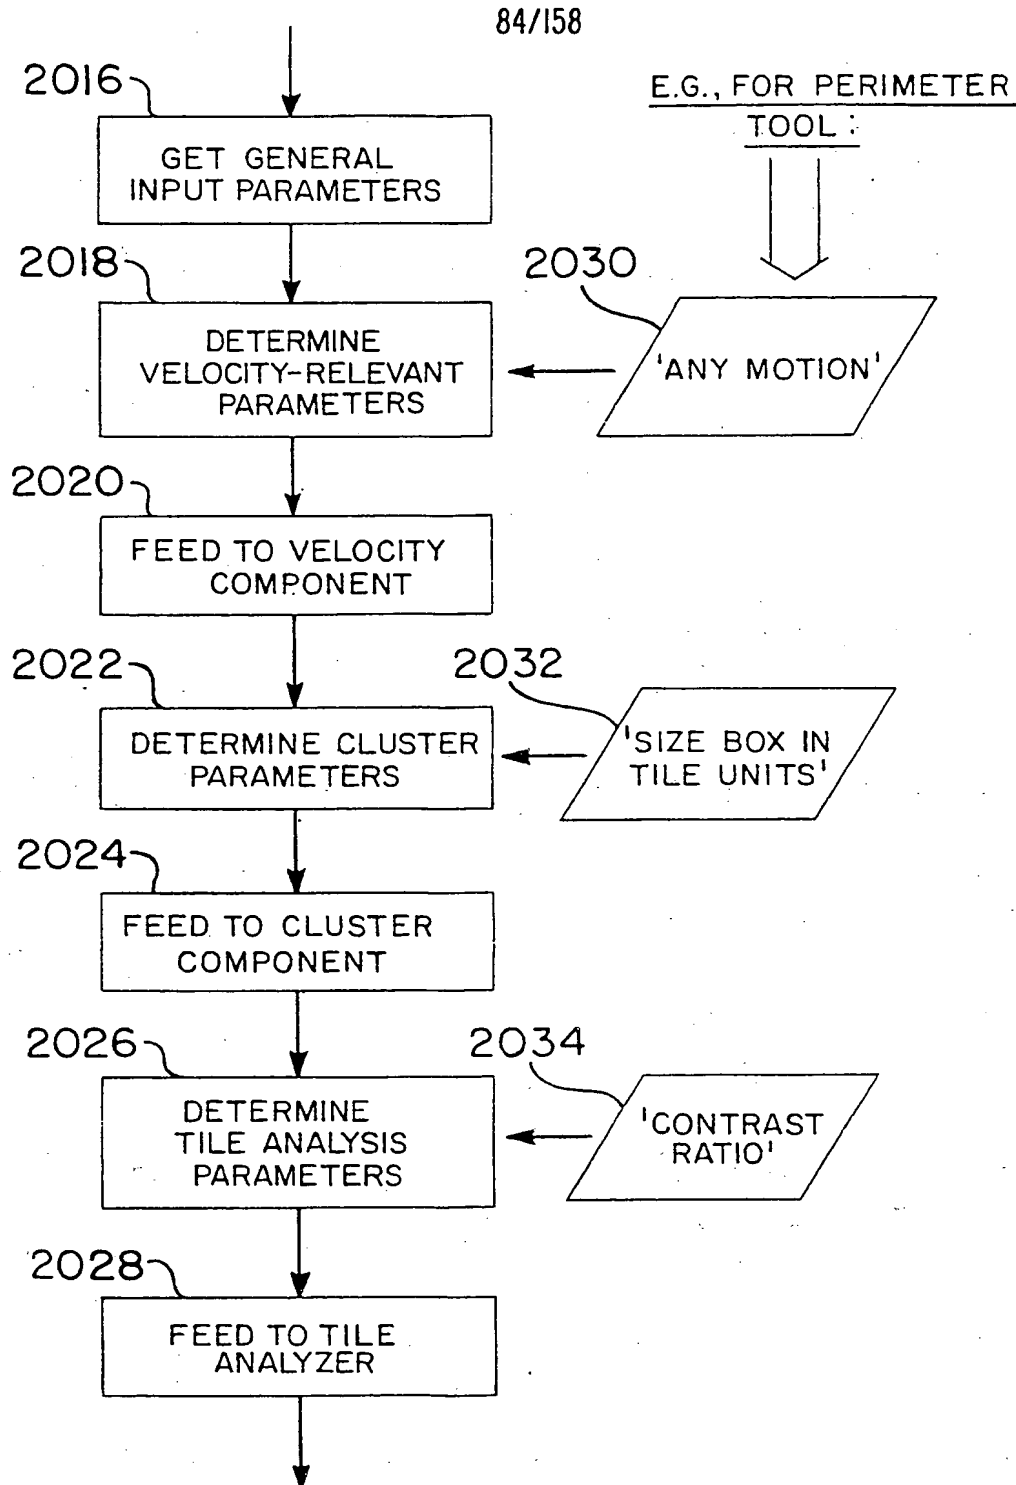 84/158
E.G., FOR PERIMETER
TOOL:
2016
GET GENERAL
INPUT PARAMETERS
2018
DETERMINE
VELOCITY-RELEVANT
PARAMETERS
2030
'ANY MOTION'
2020
FEED TO VELOCITY
COMPONENT
2022
DETERMINE CLUSTER
PARAMETERS
2032
'SIZE BOX IN
TILE UNITS'
2024
FEED TO CLUSTER
COMPONENT
2026
DETERMINE
TILE ANALYSIS
PARAMETERS
2034
'CONTRAST
RATIO'
2028
FEED TO TILE
ANALYZER